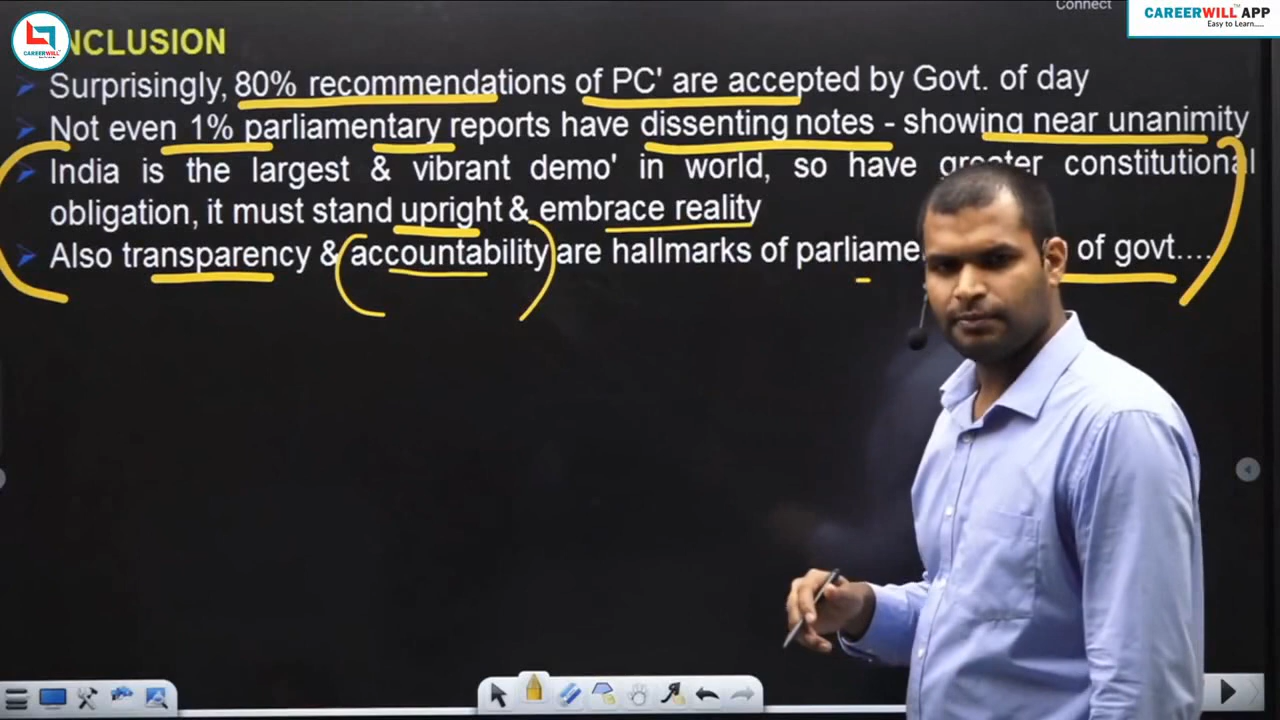 Connect
CAREERWILL APP
Easy to Learn.....
CAREERWILL
NCLUSION
Surprisingly, 80% recommendations of PC' are accepted by Govt. of day
Not even 1% parliamentary reports have dissenting notes - showing near unanimity
India is the largest & vibrant demo' in world, so have greater constitutional
obligation, it must stand upright & embrace reality
Also transparency & accountability are hallmarks of parliame of govt....